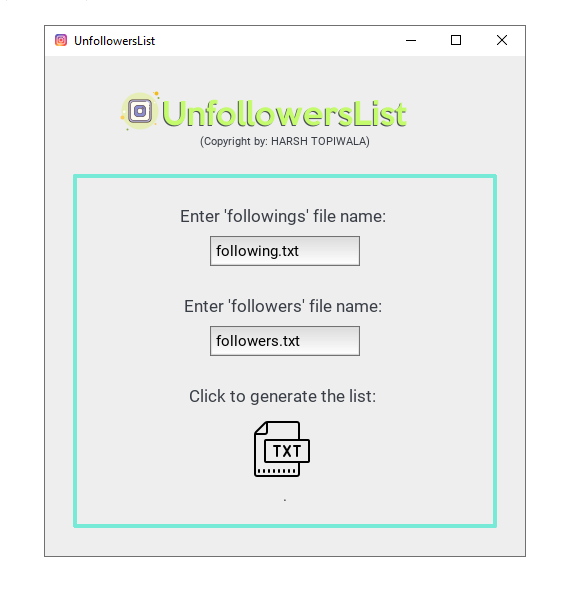 UnfollowersList
UnfollowersList
(Copyright by: HARSH TOPIWALA)
Enter 'followings' file name:
following.txt
Enter 'followers' file name:
followers.txt
Click to generate the list:
TXT
.